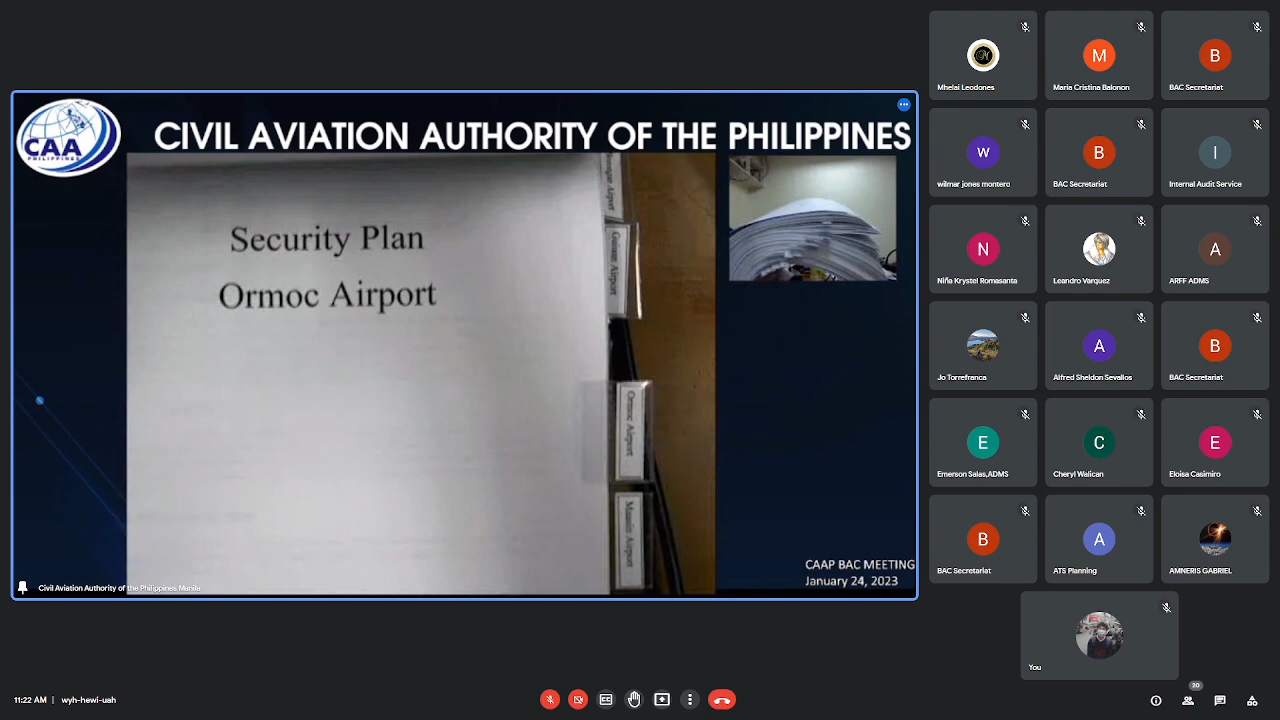 CAA
PHILIPPINES
CIVIL AVIATION AUTHORITY OF THE PHILIPPINES
Security Plan
Ormoc Airport
Airport
Guiuan Airport
Ormoc Airport
Maasin Airport
CAAP BAC MEETING
January 24, 2023
Civil Aviation Authority of the Philippines Manila
Mhelai Leodones
M
Maria Cristina Balonon
B
BAC Secretariat
w
wilmar jones montero
B
BAC Secretariat
I
Internal Audit Service
N
Niña Krystel Romasanta
Leandro Varquez
A
ARFF ADMS
Jo Torrefranca
A
Alfred Sheldon Sevallos
B
BAC Secretariat
E
Emerson Salas,ADMS
C
Cheryl Walican
E
Eloisa Casimiro
B
BAC Secretariat
A
ATS Planning
AMNERIS GABRIEL
You
11:22 AM | wyh-hewi-uah
20